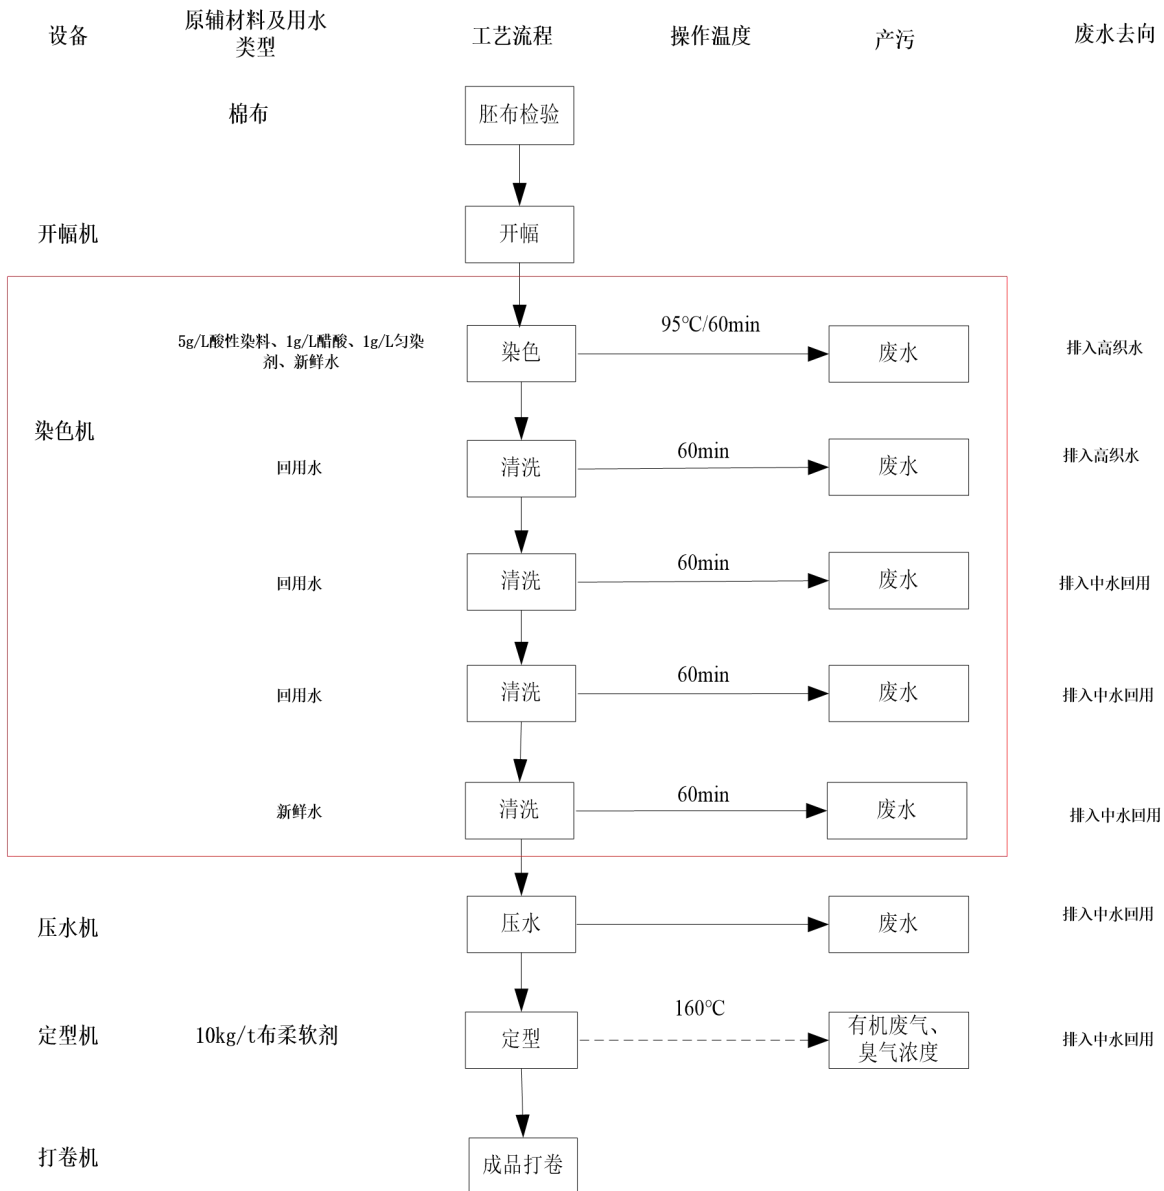 设备
原辅材料及用水
类型
工艺流程
操作温度
产污
废水去向
棉布
胚布检验
开幅机
开幅
5g/L酸性染料、1g/L醋酸、1g/L匀染
剂、新鲜水
染色
95℃/60min
废水
排入高织水
染色机
回用水
清洗
60min
废水
排入高织水
回用水
清洗
60min
废水
排入中水回用
回用水
清洗
60min
废水
排入中水回用
新鲜水
清洗
60min
废水
排入中水回用
压水机
压水
废水
排入中水回用
定型机
10kg/t布柔软剂
定型
160℃
有机废气、
臭气浓度
排入中水回用
打卷机
成品打卷